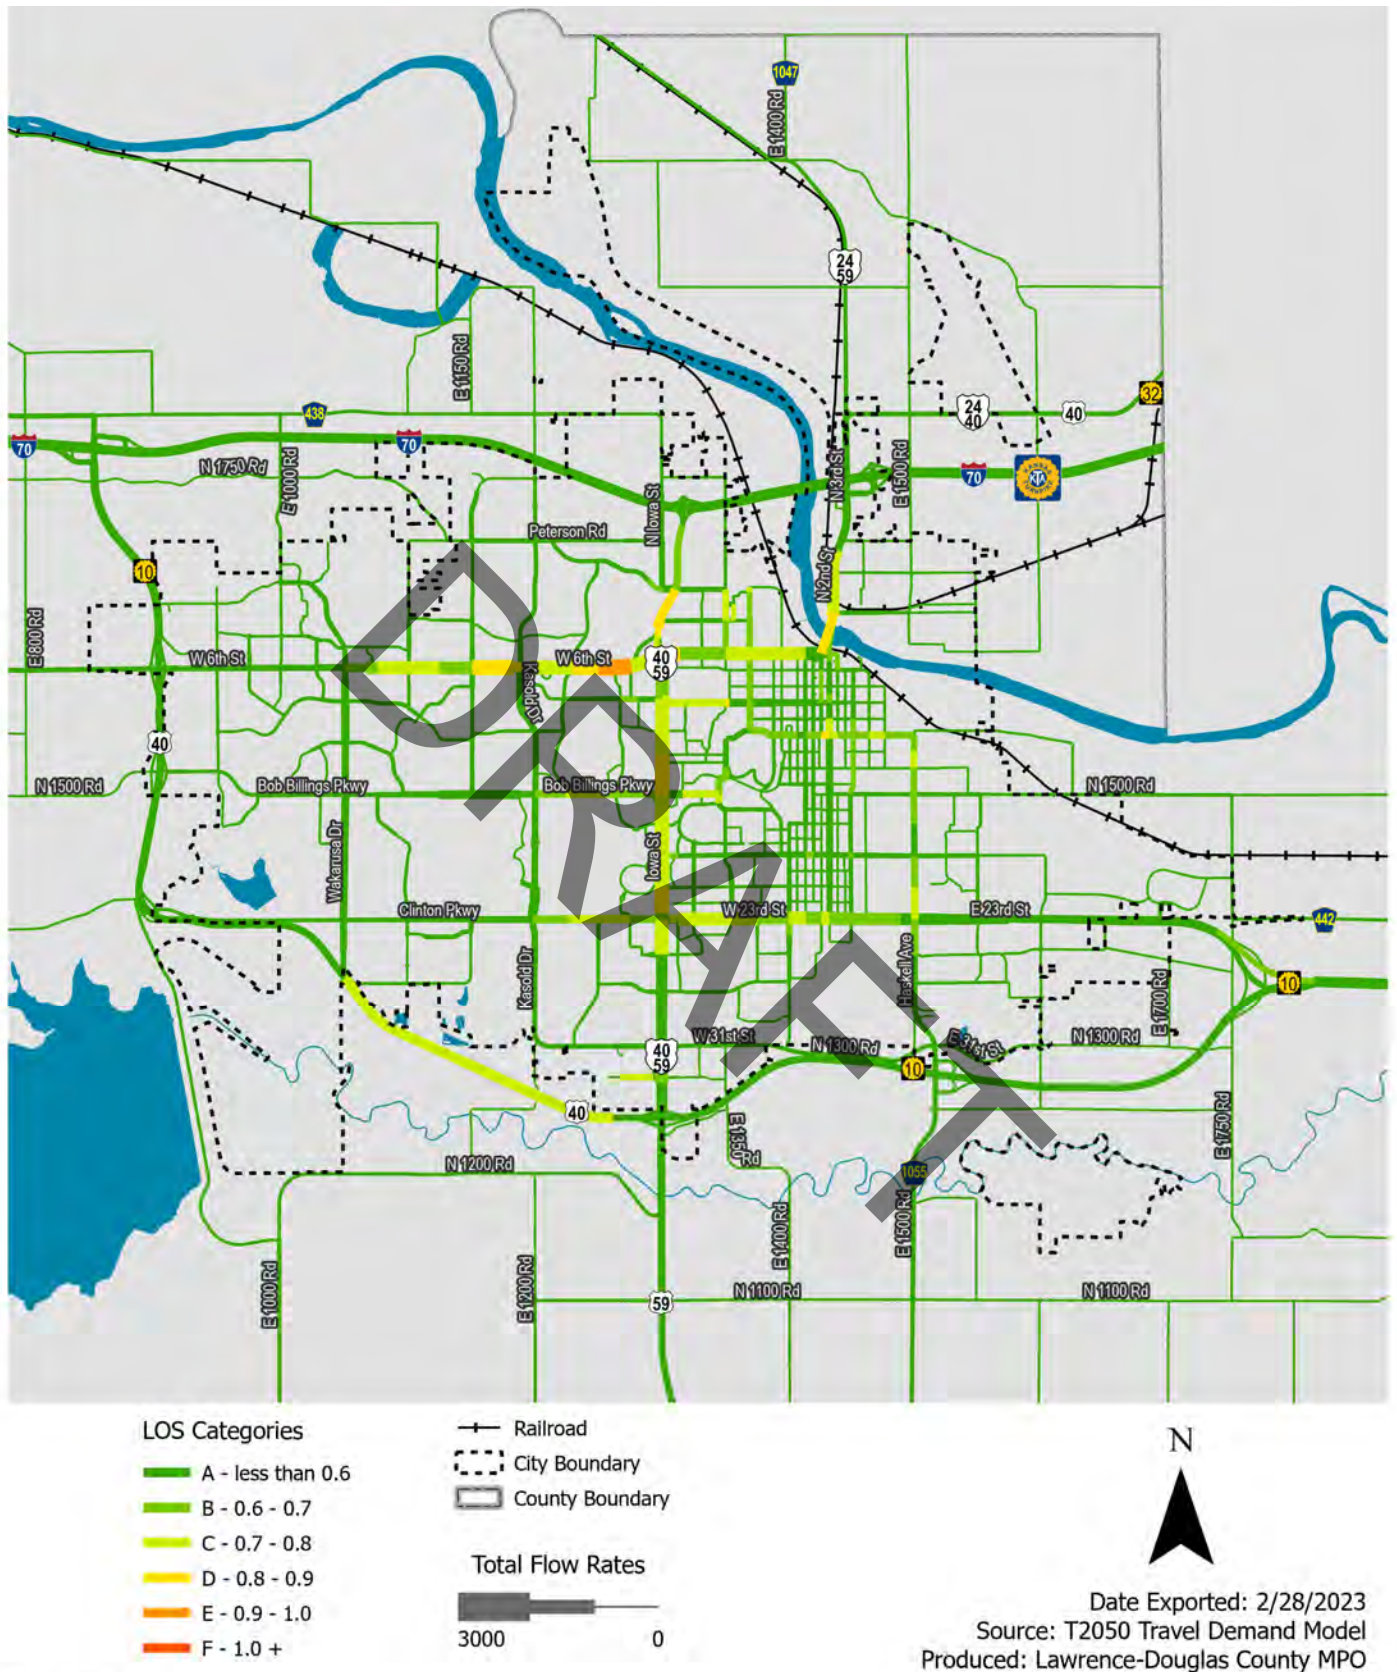 1047
E 1400 Rd
24
59
E 1150 Rd
32
438
24
40
40
70
70
N 1750 Rd
E 1000 Rd
N Iowa St
N 3rd St
E 1500 Rd
70
KANSAS
KTA
TURNPIKE
Peterson Rd
10
N 2nd St
E 800 Rd
W 6th St
Kasold Dr
W 6th St
40
59
40
N 1500 Rd
Bob Billings Pkwy
Bob Billings Pkwy
N 1500 Rd
Wakarusa Dr
Iowa St
Clinton Pkwy
W 23rd St
E 23rd St
442
Kasold Dr
Haskell Ave
E 1700 Rd
10
W 31st St
N 1300 Rd
E 31st St
N 1300 Rd
40
59
10
40
E 1350 Rd
E 1750 Rd
N 1200 Rd
1055
E 1000 Rd
E 1200 Rd
E 1400 Rd
E 1500 Rd
59
N 1100 Rd
N 1100 Rd
DRAFT
LOS Categories
A - less than 0.6
B - 0.6 - 0.7
C - 0.7 - 0.8
D - 0.8 - 0.9
E - 0.9 - 1.0
F - 1.0 +
Railroad
City Boundary
County Boundary
Total Flow Rates
3000 0
N
Date Exported: 2/28/2023
Source: T2050 Travel Demand Model
Produced: Lawrence-Douglas County MPO